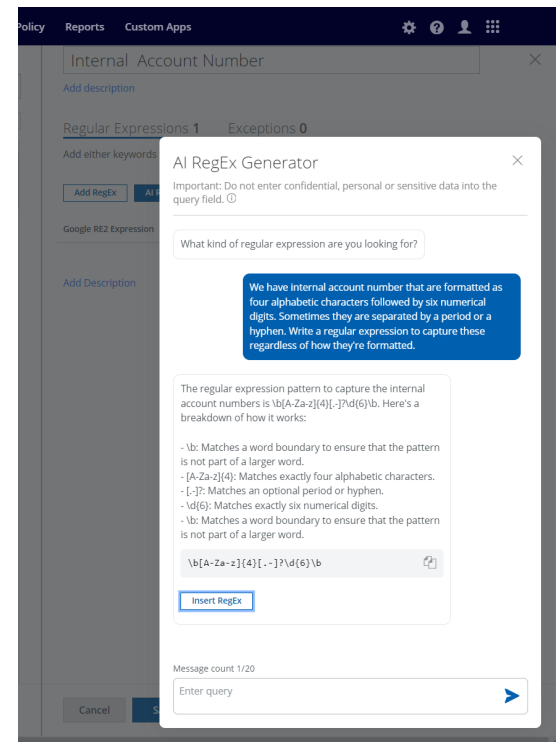 Policy Reports Custom Apps
Internal Account Number
Add description
Regular Expressions 1 Exceptions 0
Add either keywords
Add RegEx AI R
Google RE2 Expression
Add Description
Cancel S
AI RegEx Generator
Important: Do not enter confidential, personal or sensitive data into the
query field.
What kind of regular expression are you looking for?
We have internal account number that are formatted as
four alphabetic characters followed by six numerical
digits. Sometimes they are separated by a period or a
hyphen. Write a regular expression to capture these
regardless of how they're formatted.
The regular expression pattern to capture the internal
account numbers is \b[A-Za-z]{4}[.-]?\d{6}\b. Here's a
breakdown of how it works:
- \b: Matches a word boundary to ensure that the pattern
is not part of a larger word.
- [A-Za-z]{4}: Matches exactly four alphabetic characters.
- [.-]?: Matches an optional period or hyphen.
- \d{6}: Matches exactly six numerical digits.
- \b: Matches a word boundary to ensure that the pattern
is not part of a larger word.
\b[A-Za-z]{4}[.-]?\d{6}\b
Insert RegEx
Message count 1/20
Enter query